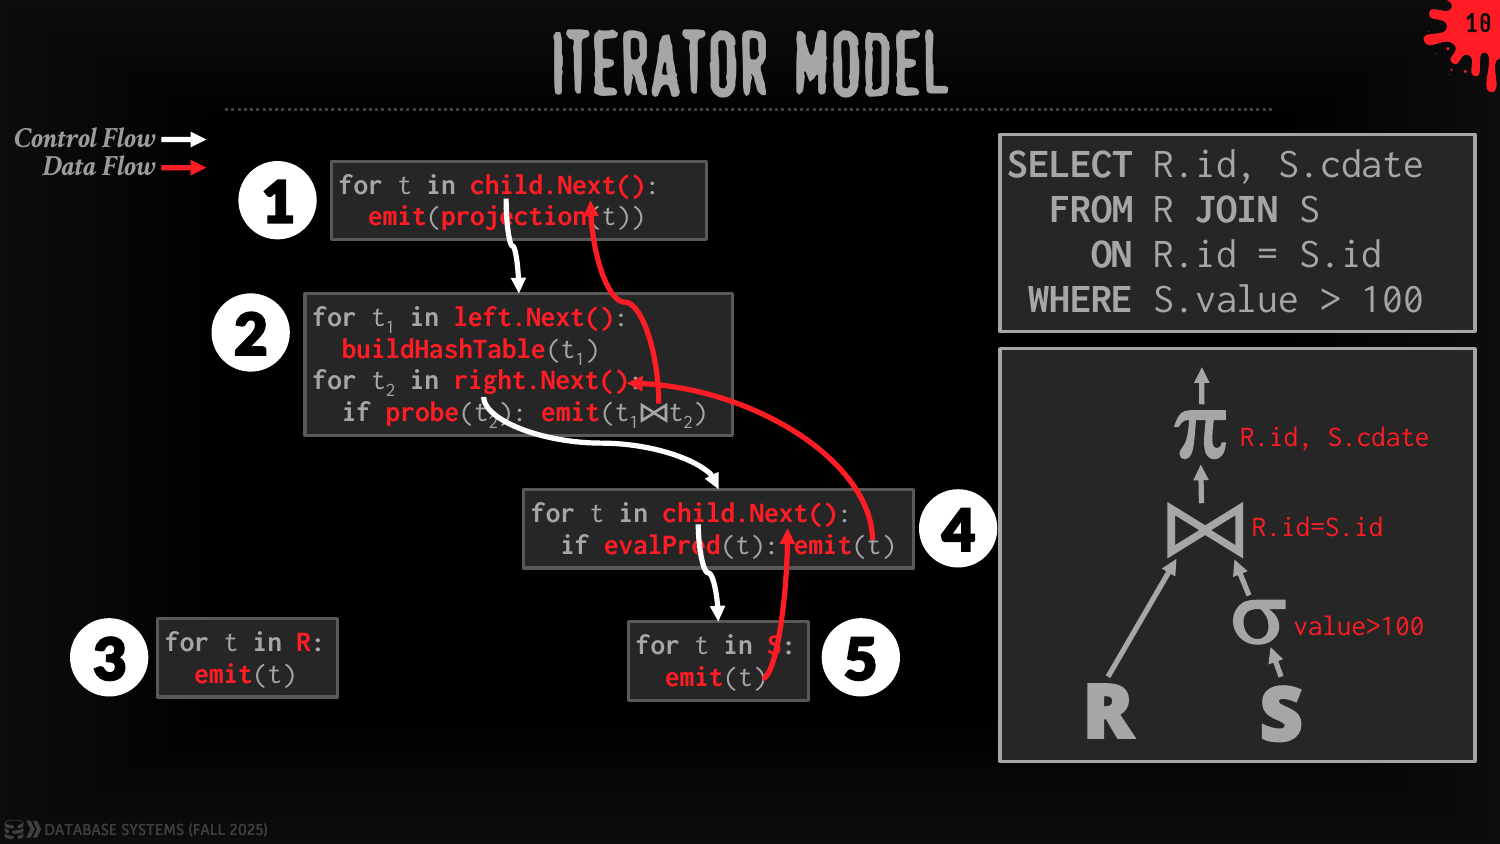 10
ITERATOR MODEL
Control Flow
Data Flow
1
for t in child.Next():
emit(projection(t))
2
for t1 in left.Next():
buildHashTable(t1)
for t2 in right.Next():
if probe(t2): emit(t1⋈t2)
4
for t in child.Next():
if evalPred(t): emit(t)
3
for t in R:
emit(t)
5
for t in S:
emit(t)
SELECT R.id, S.cdate
FROM R JOIN S
ON R.id = S.id
WHERE S.value > 100
π R.id, S.cdate
⋈ R.id=S.id
σ value>100
R S
DATABASE SYSTEMS (FALL 2025)